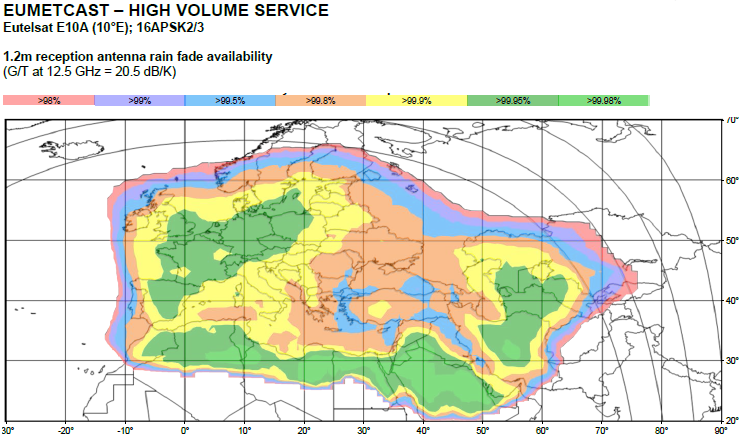 EUMETCAST – HIGH VOLUME SERVICE
Eutelsat E10A (10°E); 16APSK2/3
1.2m reception antenna rain fade availability
(G/T at 12.5 GHz = 20.5 dB/K)
>98% >99% >99.5% >99.8% >99.9% >99.95% >99.98%
70°
60°
50°
40°
30°
20°
30° -20° -10° 0° 10° 20° 30° 40° 50° 60° 70° 80° 90°